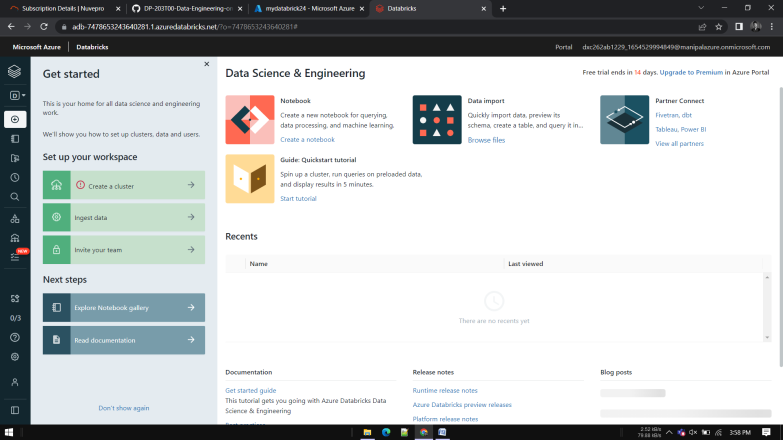 Subscription Details | Nuvepro
DP-203T00-Data-Engineering-on
mydatabrick24 - Microsoft Azure
Databricks
adb-7478653243640281.1.azuredatabricks.net/?o=7478653243640281#
Microsoft Azure
Databricks
Portal
dxc262ab1229_1654529994849@manipalazure.onmicrosoft.com
D
NEW
0/3
Get started
This is your home for all data science and engineering
work.
We'll show you how to set up clusters, data and users.
Set up your workspace
Create a cluster
Ingest data
Invite your team
Next steps
Explore Notebook gallery
Read documentation
Don't show again
Data Science & Engineering
Free trial ends in 14 days. Upgrade to Premium in Azure Portal
Notebook
Create a new notebook for querying,
data processing, and machine learning.
Create a notebook
Data import
Quickly import data, preview its
schema, create a table, and query it in...
Browse files
Partner Connect
Fivetran, dbt
Tableau, Power BI
View all partners
Guide: Quickstart tutorial
Spin up a cluster, run queries on preloaded data,
and display results in 5 minutes.
Start tutorial
Recents
Name
Last viewed
There are no recents yet
Documentation
Get started guide
This tutorial gets you going with Azure Databricks Data
Science & Engineering
Release notes
Runtime release notes
Azure Databricks preview releases
Platform release notes
Blog posts
2.52 kB/s
79.88 kB/s
3:58 PM